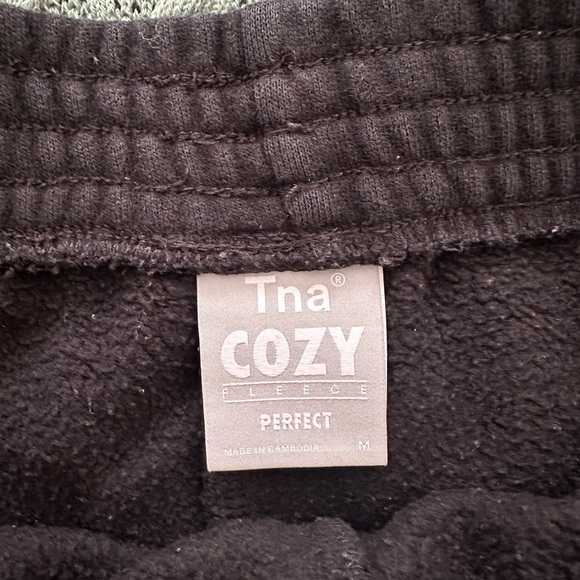 Tna®
COZY
FLEECE
PERFECT
MADE IN CAMBODIA M